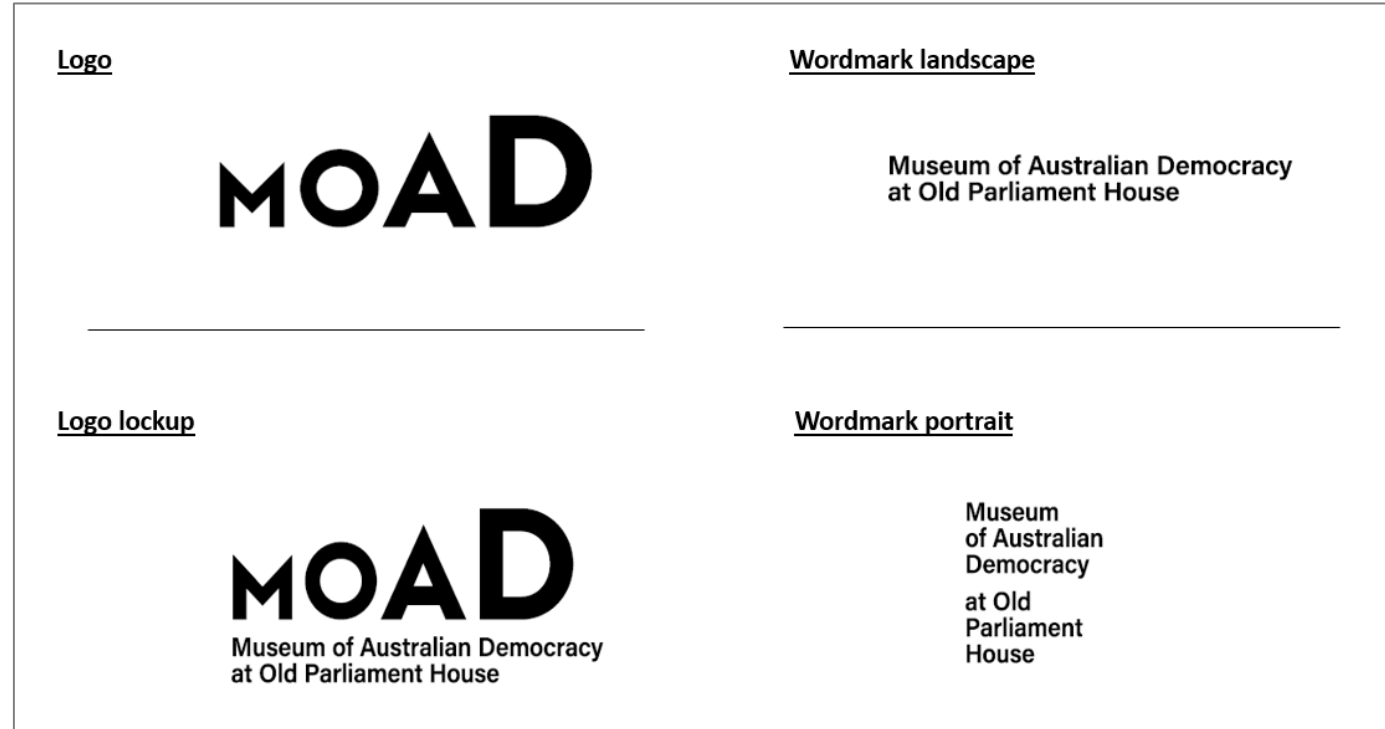 Logo
MOAD
Wordmark landscape
Museum of Australian Democracy
at Old Parliament House
Logo lockup
MOAD
Museum of Australian Democracy
at Old Parliament House
Wordmark portrait
Museum
of Australian
Democracy
at Old
Parliament
House